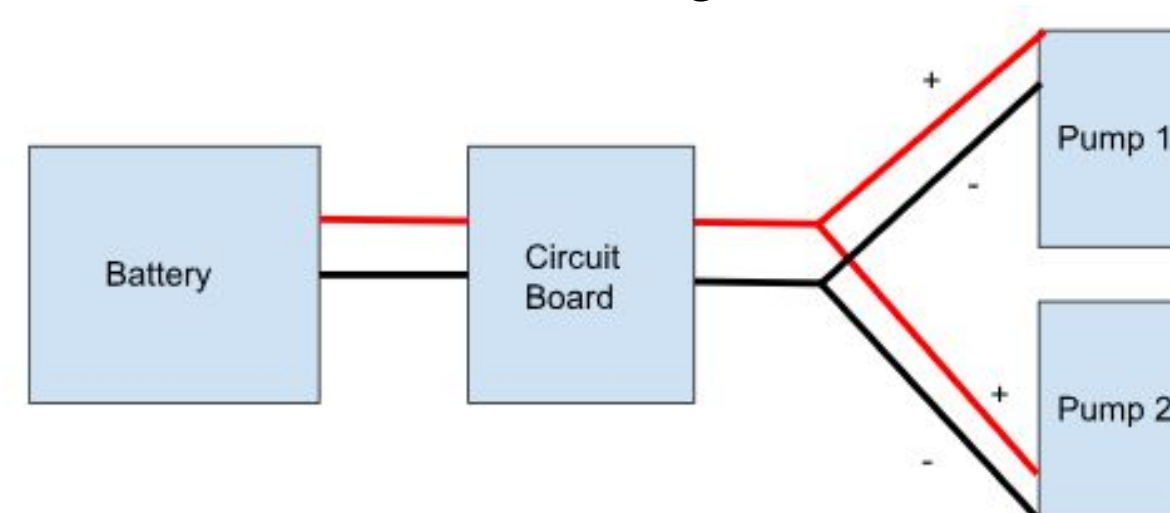 +
-
Pump 1
Battery
Circuit
Board
+
-
Pump 2